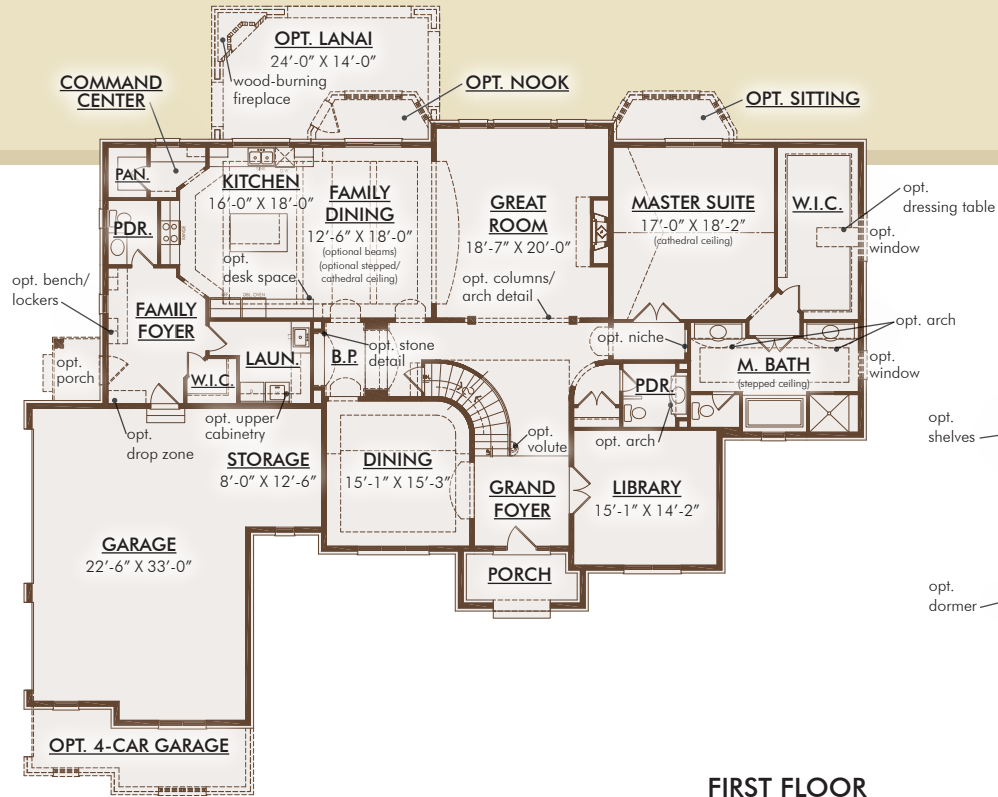 OPT. LANAI
24'-0" X 14'-0"
wood-burning
fireplace
COMMAND
CENTER
OPT. NOOK
OPT. SITTING
PAN.
KITCHEN
16'-0" X 18'-0"
FAMILY
DINING
12'-6" X 18'-0"
(optional beams)
(optional stepped/
cathedral ceiling)
GREAT
ROOM
18'-7" X 20'-0"
MASTER SUITE
17'-0" X 18'-2"
(cathedral ceiling)
W.I.C.
opt.
dressing table
opt.
window
PDR.
opt.
desk space
opt. columns/
arch detail
opt. bench/
lockers
FAMILY
FOYER
opt. niche
opt. arch
opt.
porch
LAUN.
B.P.
opt. stone
detail
W.I.C.
PDR.
M. BATH
(stepped ceiling)
opt.
window
opt.
drop zone
opt. upper
cabinetry
opt.
volute
opt. arch
opt.
shelves
STORAGE
8'-0" X 12'-6"
DINING
15'-1" X 15'-3"
GRAND
FOYER
LIBRARY
15'-1" X 14'-2"
GARAGE
22'-6" X 33'-0"
PORCH
opt.
dormer
OPT. 4-CAR GARAGE
FIRST FLOOR